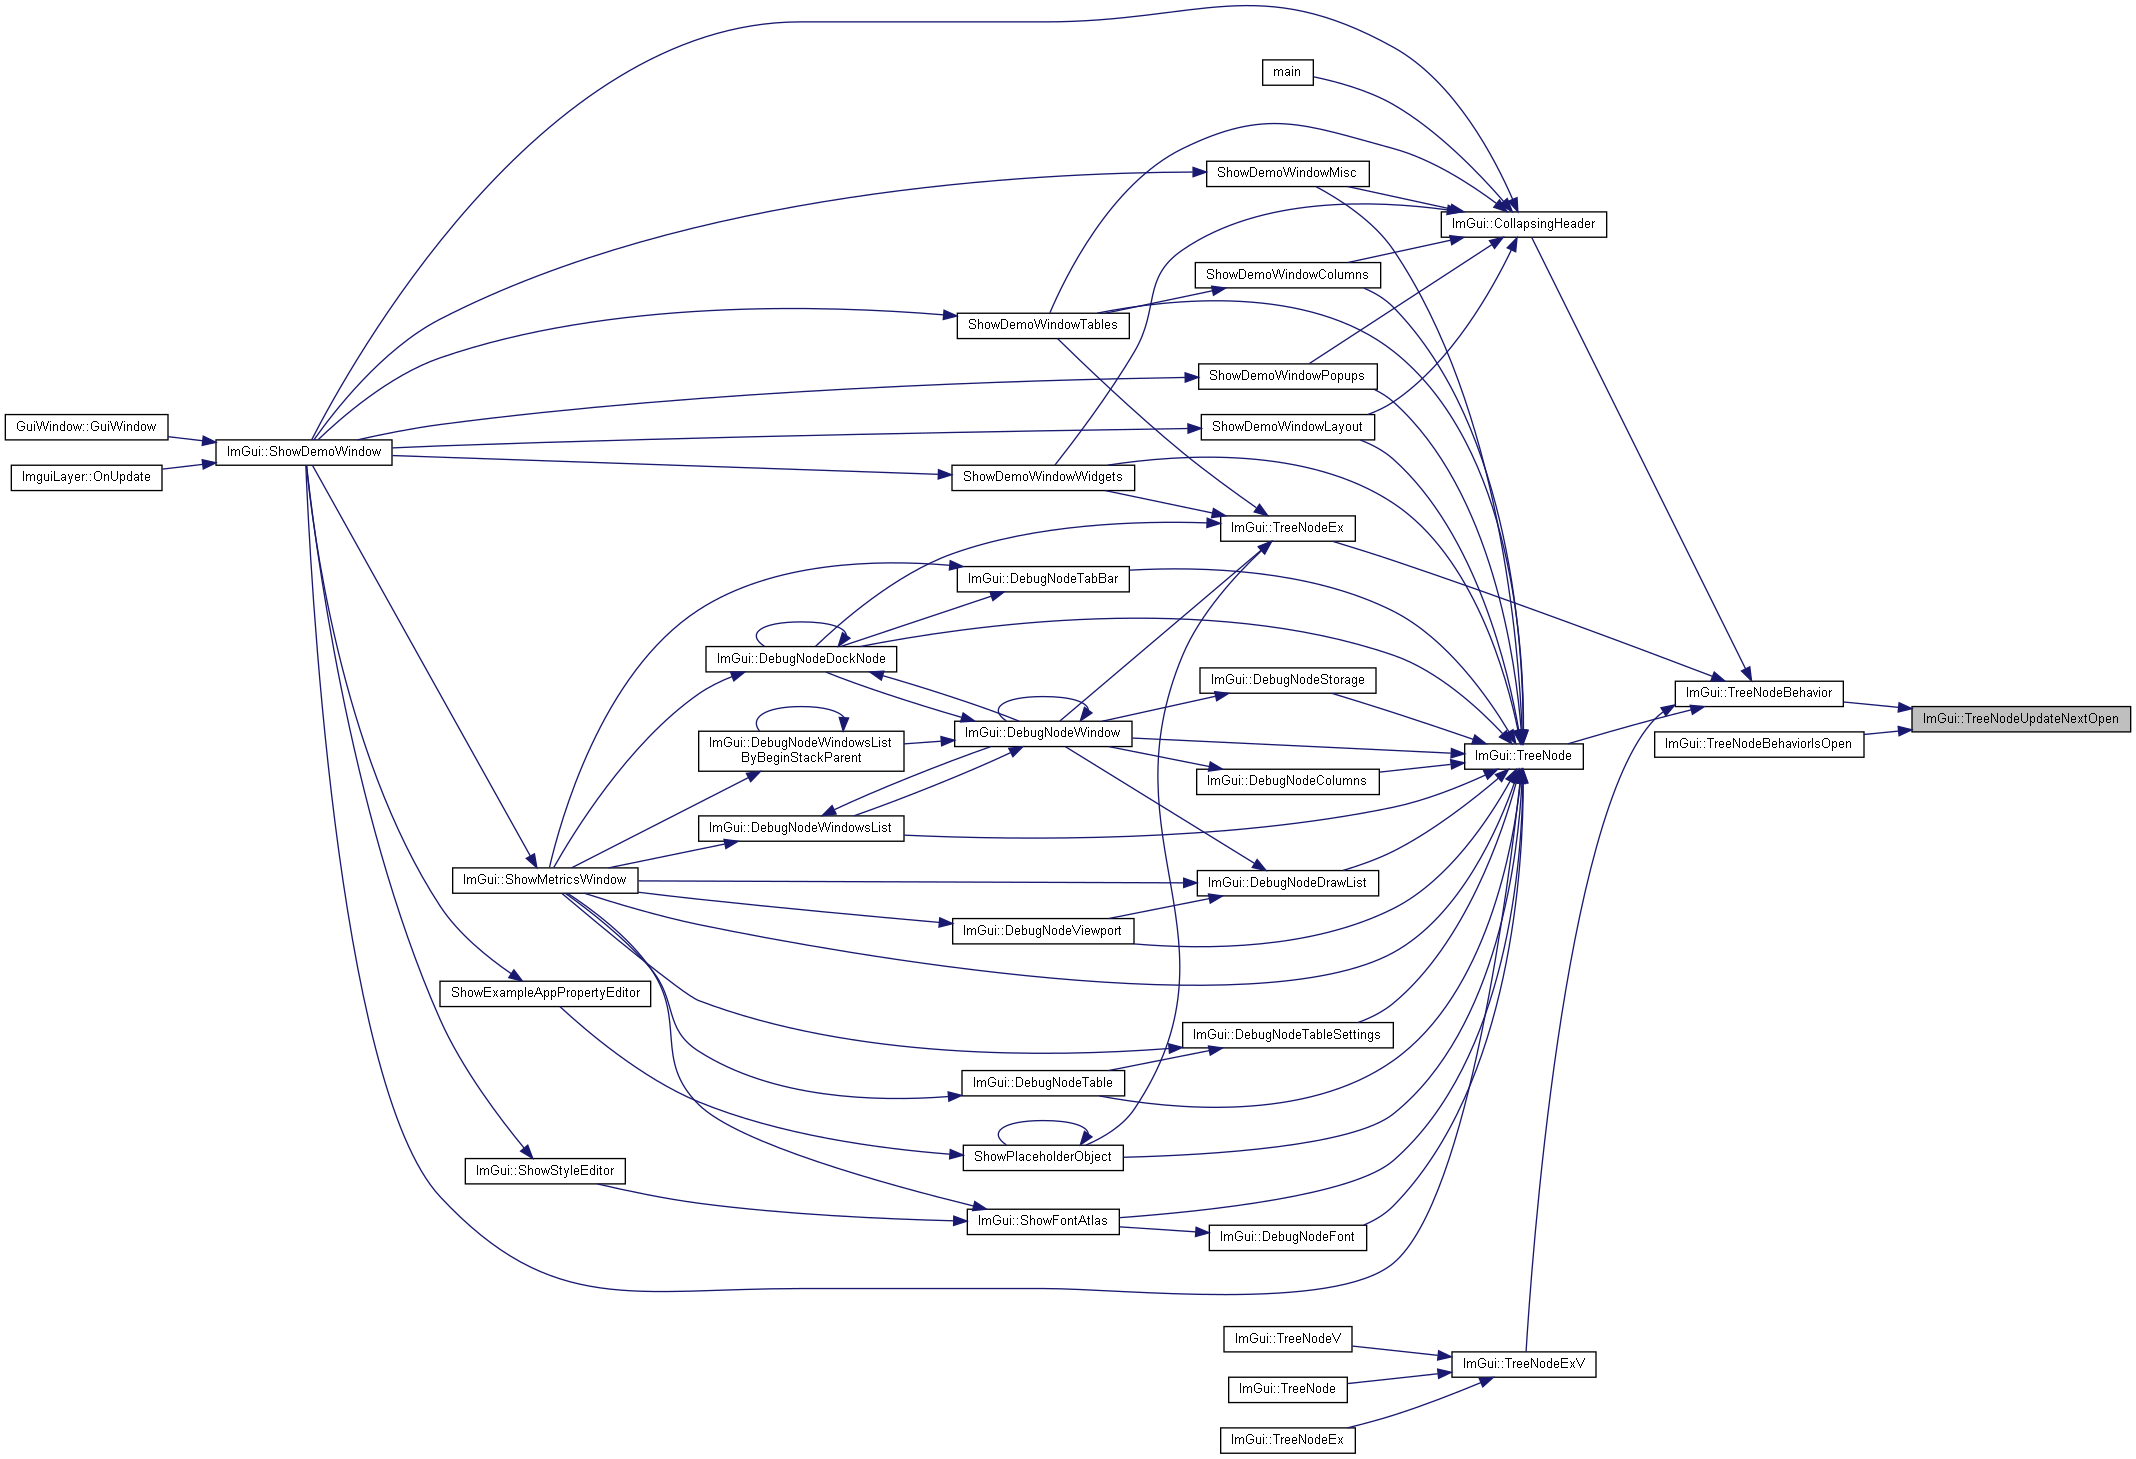 main
ShowDemoWindowMisc
ImGui::CollapsingHeader
ShowDemoWindowColumns
ShowDemoWindowTables
ShowDemoWindowPopups
GuiWindow::GuiWindow
ShowDemoWindowLayout
ImGui::ShowDemoWindow
ImguiLayer::OnUpdate
ShowDemoWindowWidgets
ImGui::TreeNodeEx
ImGui::DebugNodeTabBar
ImGui::DebugNodeDockNode
ImGui::DebugNodeStorage
ImGui::TreeNodeBehavior
ImGui::TreeNodeUpdateNextOpen
ImGui::DebugNodeWindow
ImGui::DebugNodeWindowsList
ByBeginStackParent
ImGui::TreeNodeBehaviorIsOpen
ImGui::TreeNode
ImGui::DebugNodeColumns
ImGui::DebugNodeWindowsList
ImGui::ShowMetricsWindow
ImGui::DebugNodeDrawList
ImGui::DebugNodeViewport
ShowExampleAppPropertyEditor
ImGui::DebugNodeTableSettings
ImGui::DebugNodeTable
ShowPlaceholderObject
ImGui::ShowStyleEditor
ImGui::ShowFontAtlas
ImGui::DebugNodeFont
ImGui::TreeNodeV
ImGui::TreeNodeExV
ImGui::TreeNode
ImGui::TreeNodeEx